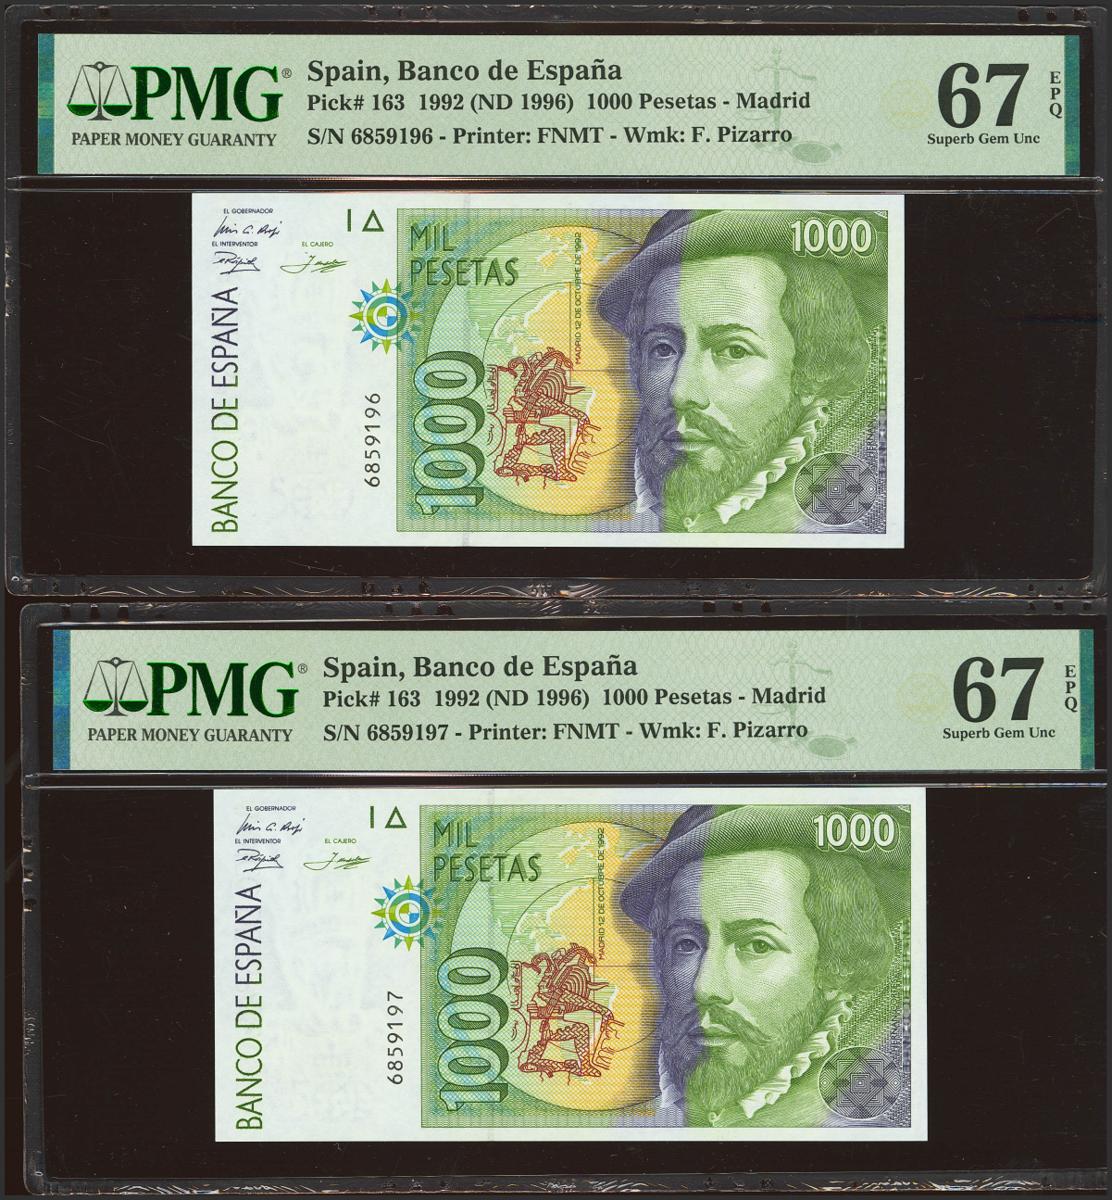 PMG®
PAPER MONEY GUARANTY
Spain, Banco de España
Pick# 163 1992 (ND 1996) 1000 Pesetas - Madrid
S/N 6859196 - Printer: FNMT - Wmk: F. Pizarro
67
EPQ
Superb Gem Unc
EL GOBERNADOR
EL INTERVENTOR
EL CAJERO
BANCO DE ESPAÑA
6859196
MIL
PESETAS
1000
MADRID 12 DE OCTUBRE DE 1992
1000
PMG®
PAPER MONEY GUARANTY
Spain, Banco de España
Pick# 163 1992 (ND 1996) 1000 Pesetas - Madrid
S/N 6859197 - Printer: FNMT - Wmk: F. Pizarro
67
EPQ
Superb Gem Unc
EL GOBERNADOR
EL INTERVENTOR
EL CAJERO
BANCO DE ESPAÑA
6859197
MIL
PESETAS
1000
MADRID 12 DE OCTUBRE DE 1992
1000